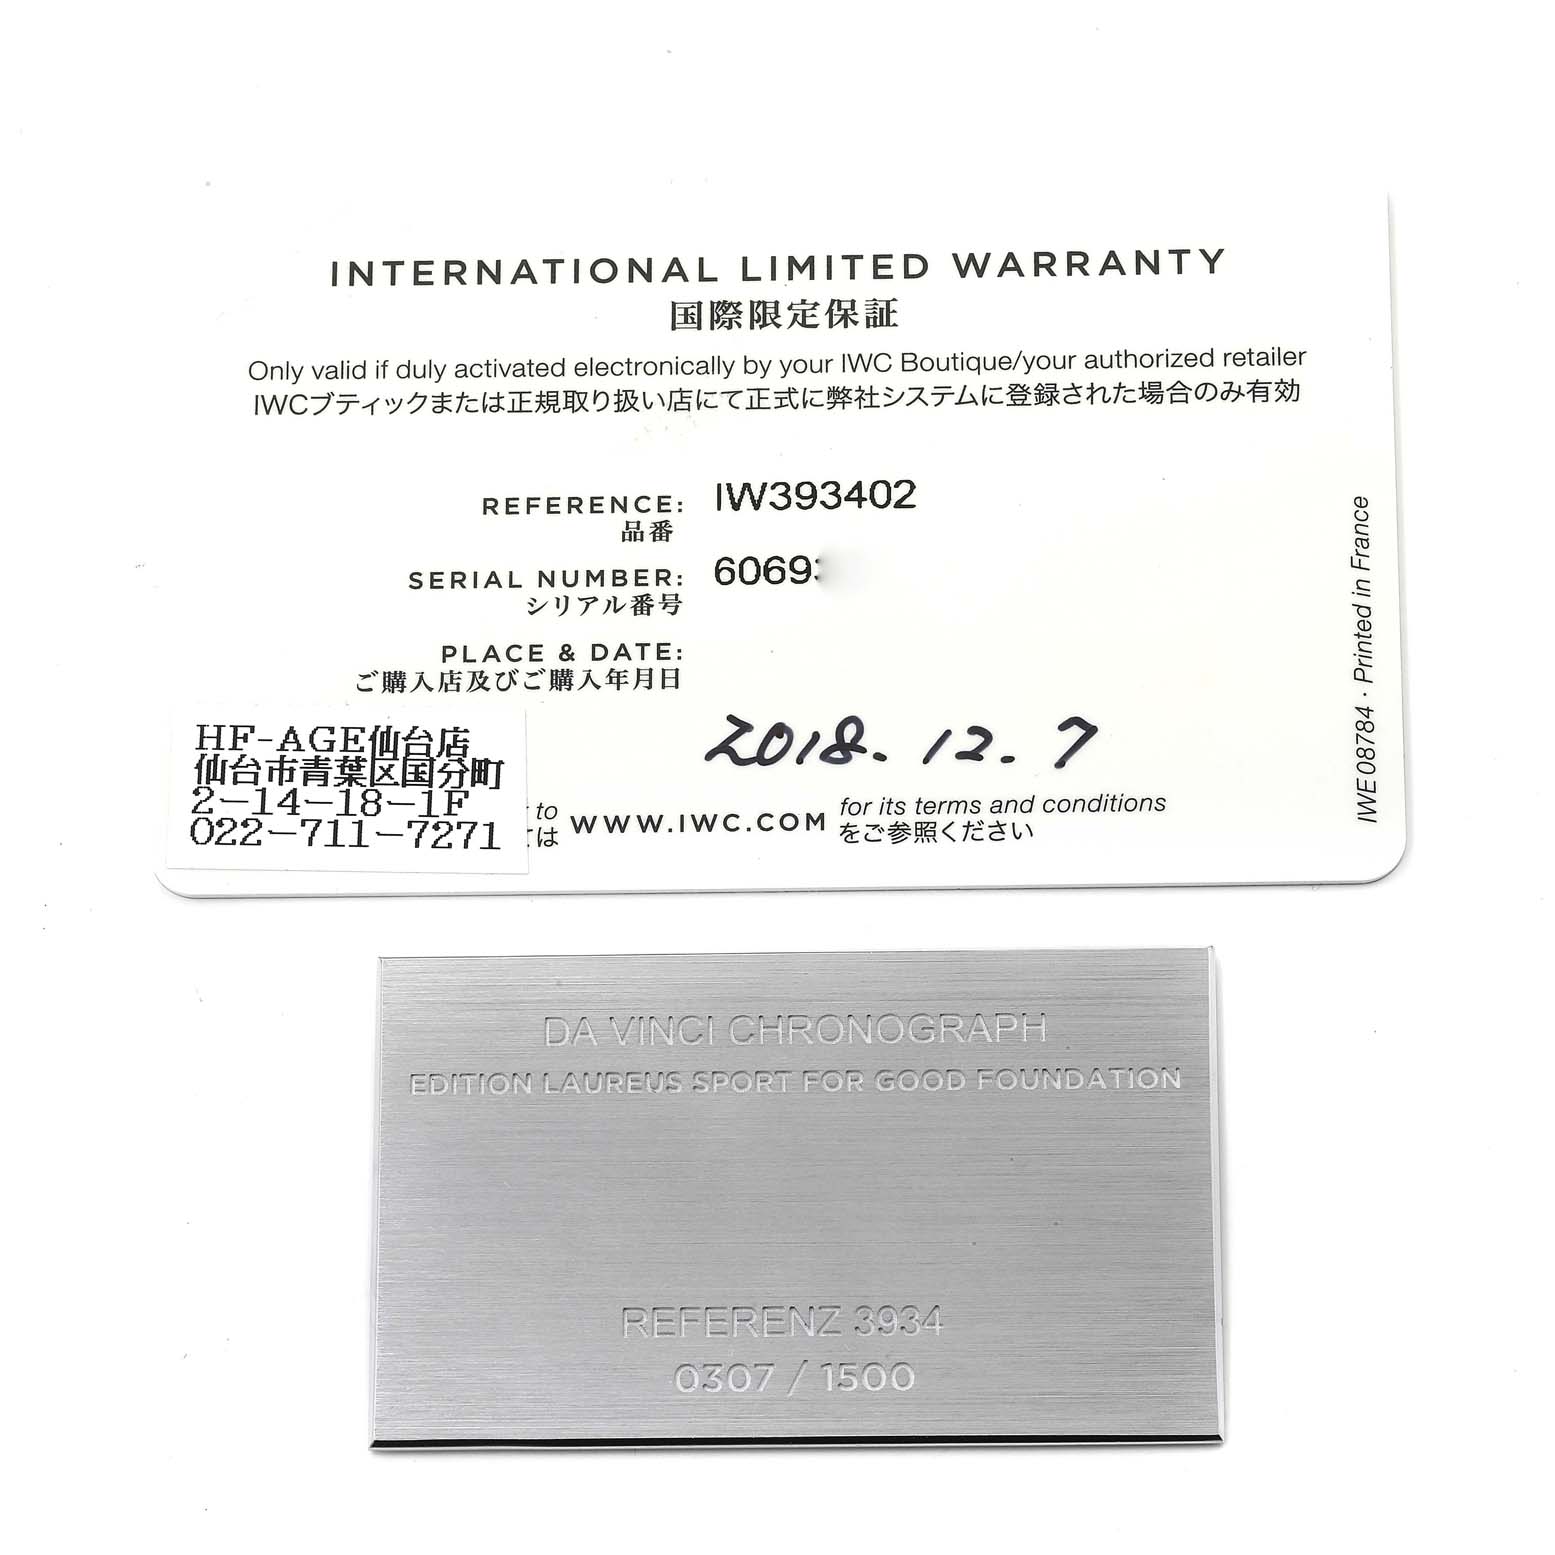 INTERNATIONAL LIMITED WARRANTY
国際限定保証
Only valid if duly activated electronically by your IWC Boutique/your authorized retailer
IWCブティックまたは正規取り扱い店にて正式に弊社システムに登録された場合のみ有効
REFERENCE: IW393402
品番
SERIAL NUMBER: 6069
シリアル番号
PLACE & DATE:
ご購入店及びご購入年月日
2018.12.7
HF-AGE仙台店
仙台市青葉区国分町
2-14-18-1F
022-711-7271
to WWW.IWC.COM for its terms and conditions
ては をご参照ください
IWE08784 · Printed in France
DA VINCI CHRONOGRAPH
EDITION LAUREUS SPORT FOR GOOD FOUNDATION
REFERENZ 3934
0307 / 1500